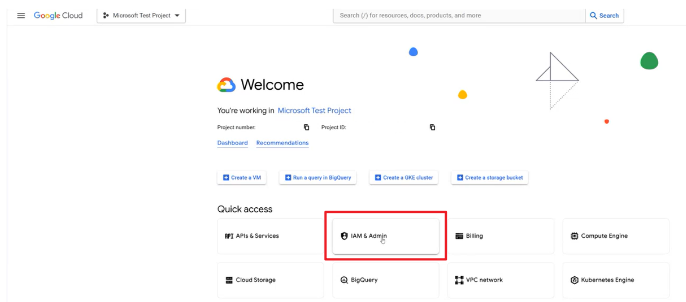 Google Cloud Microsoft Test Project Search (/) for resources, docs, products, and more Search
Welcome
You're working in Microsoft Test Project
Project number: Project ID:
Dashboard Recommendations
Create a VM Run a query in BigQuery Create a GKE cluster Create a storage bucket
Quick access
API APIs & Services IAM & Admin Billing Compute Engine
Cloud Storage BigQuery VPC network Kubernetes Engine